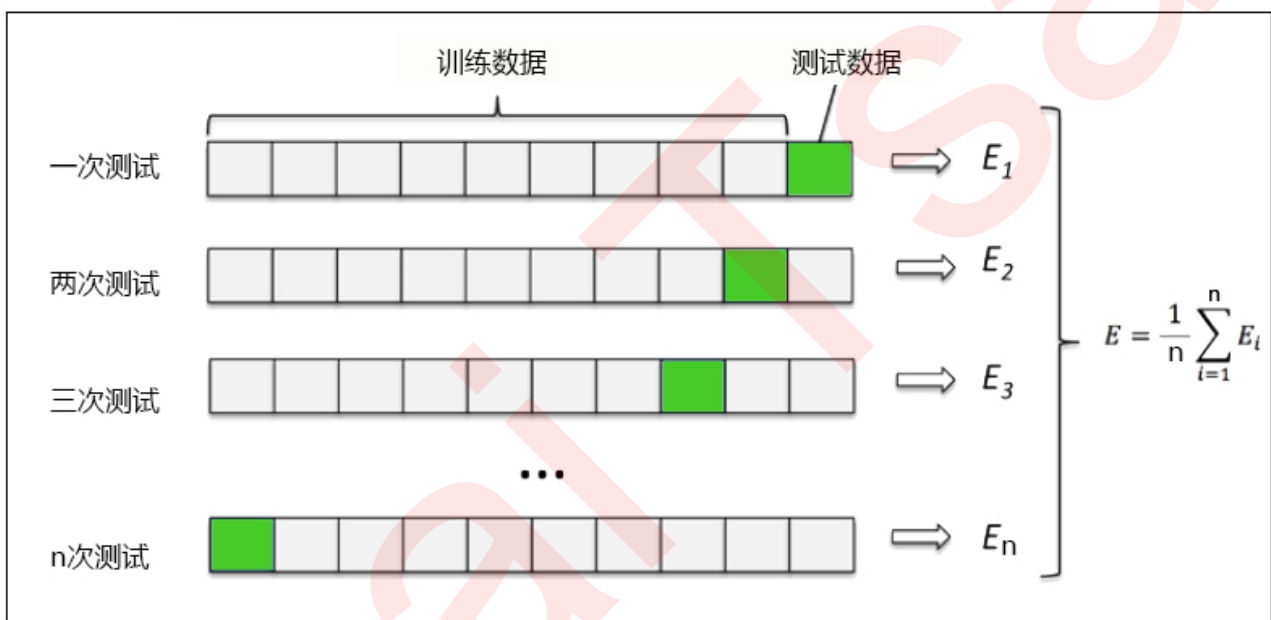 训练数据
测试数据
一次测试
E1
两次测试
E2
三次测试
E3
...
n次测试
En
E = 1/n ∑ i=1 n Ei